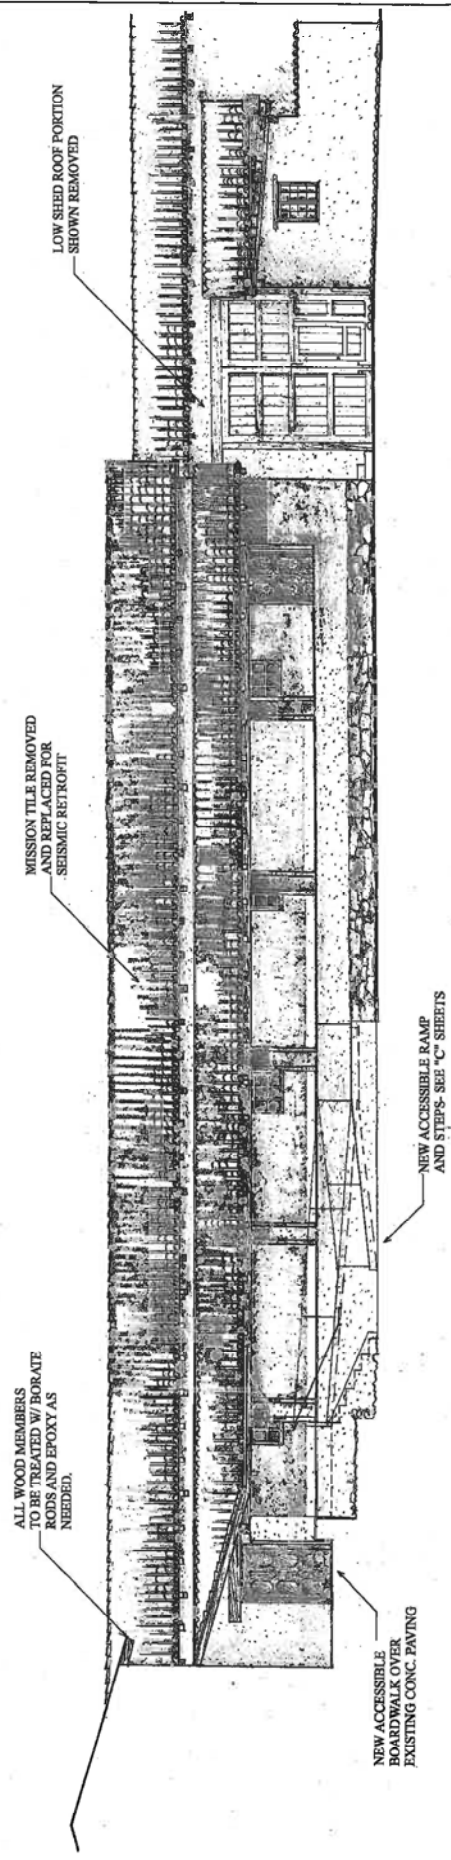 ALL WOOD MEMBERS
TO BE TREATED W/ BORATE
RODS AND EPOXY AS
NEEDED.
MISSION TILE REMOVED
AND REPLACED FOR
SEISMIC RETROFIT
LOW SHED ROOF PORTION
SHOWN REMOVED
NEW ACCESSIBLE
BOARDWALK OVER
EXISTING CONC. PAVING
NEW ACCESSIBLE RAMP
AND STEPS- SEE "C" SHEETS